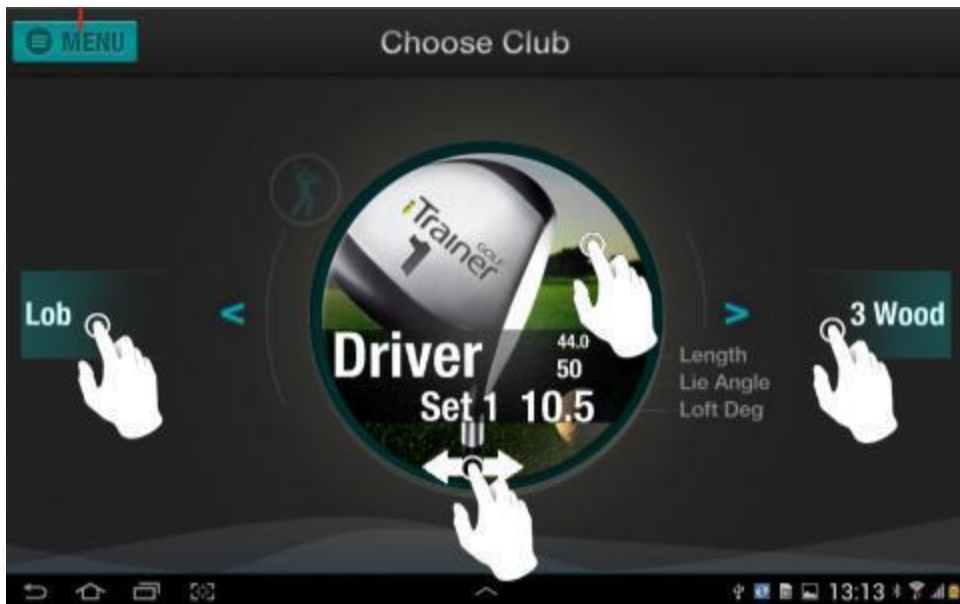 MENU
Choose Club
iTrainer
GOLF
1
Lob
<
>
3 Wood
Driver
44.0
50
Set 1 10.5
Length
Lie Angle
Loft Deg
13:13